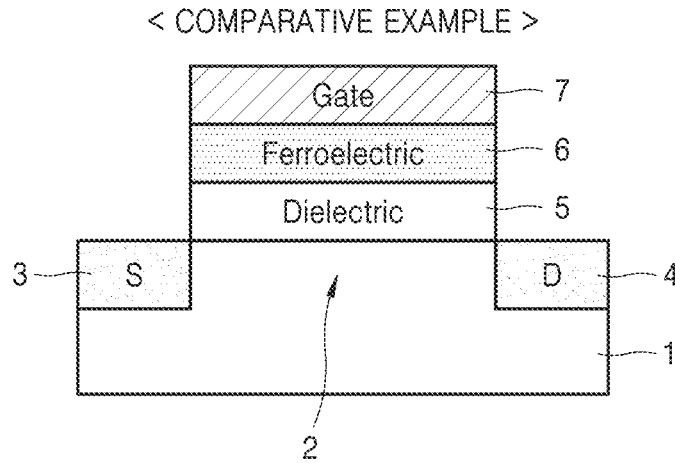 < COMPARATIVE EXAMPLE >
Gate 7
Ferroelectric 6
Dielectric 5
3 S D 4
1
2